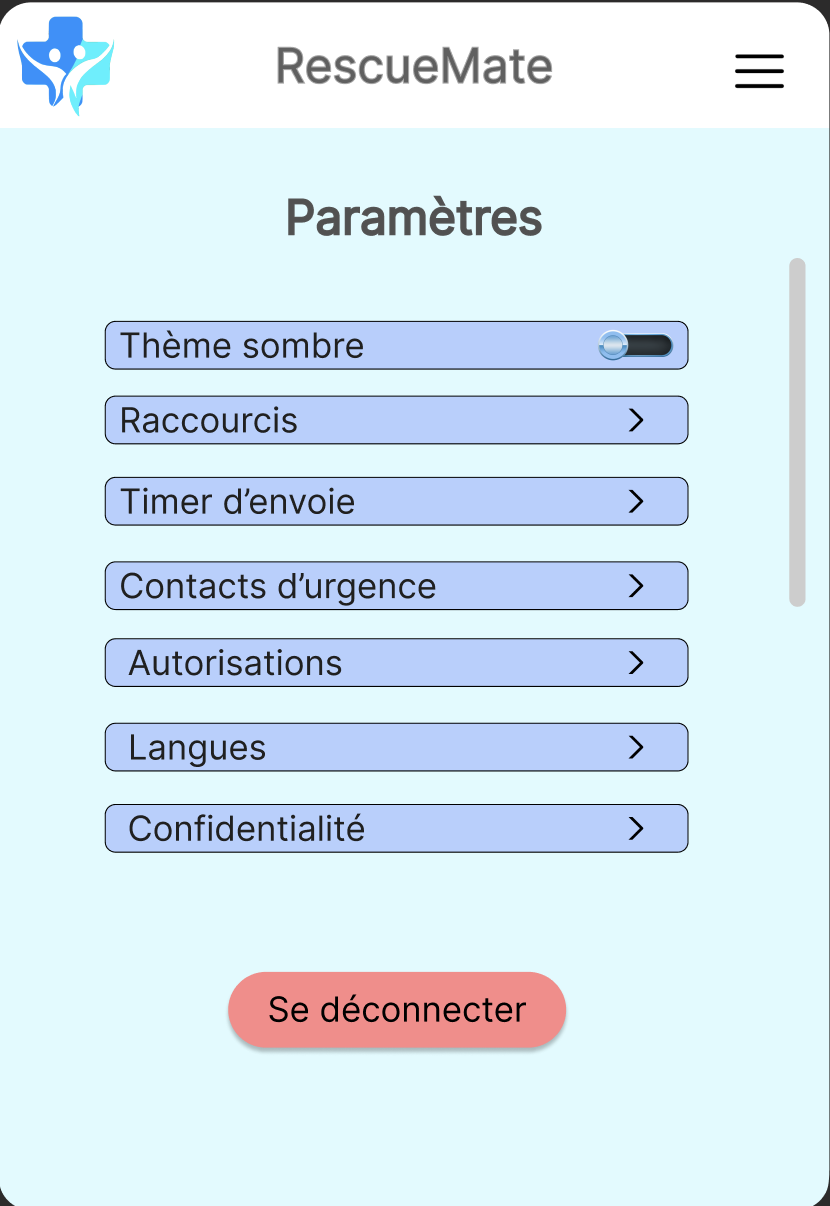 RescueMate
Paramètres
Thème sombre
Raccourcis
Timer d’envoie
Contacts d’urgence
Autorisations
Langues
Confidentialité
Se déconnecter